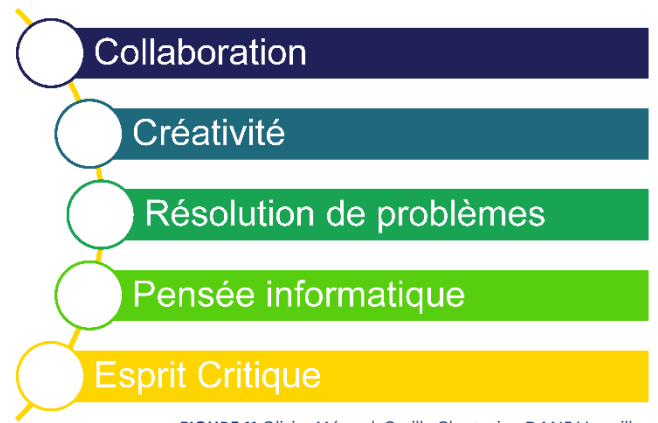 Collaboration
Créativité
Résolution de problèmes
Pensée informatique
Esprit Critique